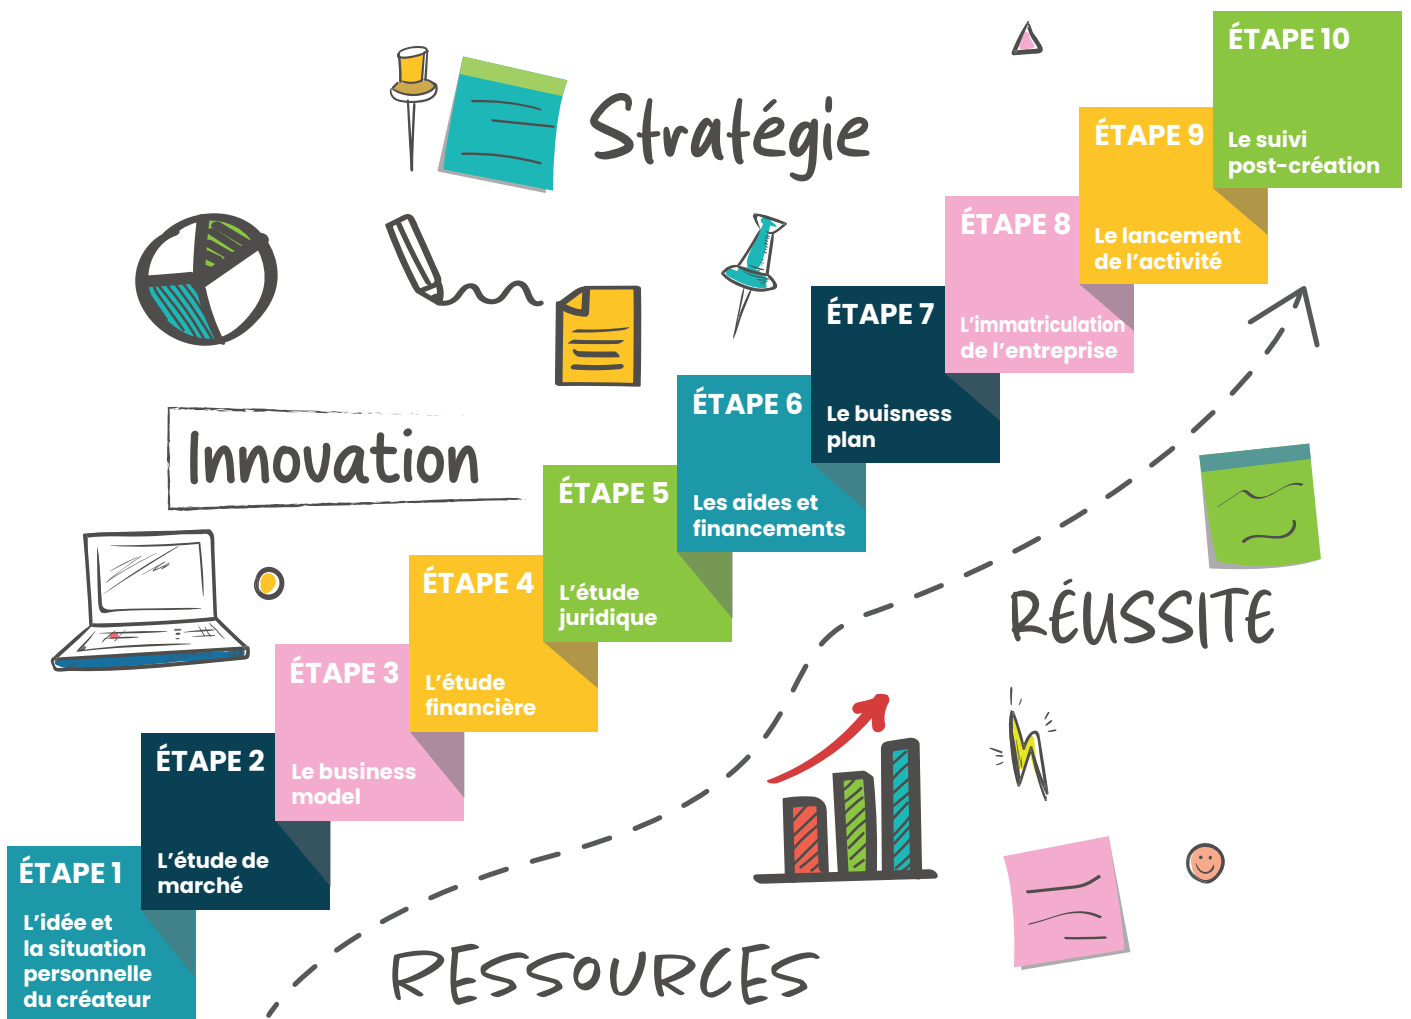 Stratégie
Innovation
RÉUSSITE
RESSOURCES
ÉTAPE 1
L’idée et
la situation
personnelle
du créateur
ÉTAPE 2
L’étude de
marché
ÉTAPE 3
Le business
model
ÉTAPE 4
L’étude
financière
ÉTAPE 5
L’étude
juridique
ÉTAPE 6
Les aides et
financements
ÉTAPE 7
Le buisness
plan
ÉTAPE 8
L’immatriculation
de l’entreprise
ÉTAPE 9
Le lancement
de l’activité
ÉTAPE 10
Le suivi
post-création